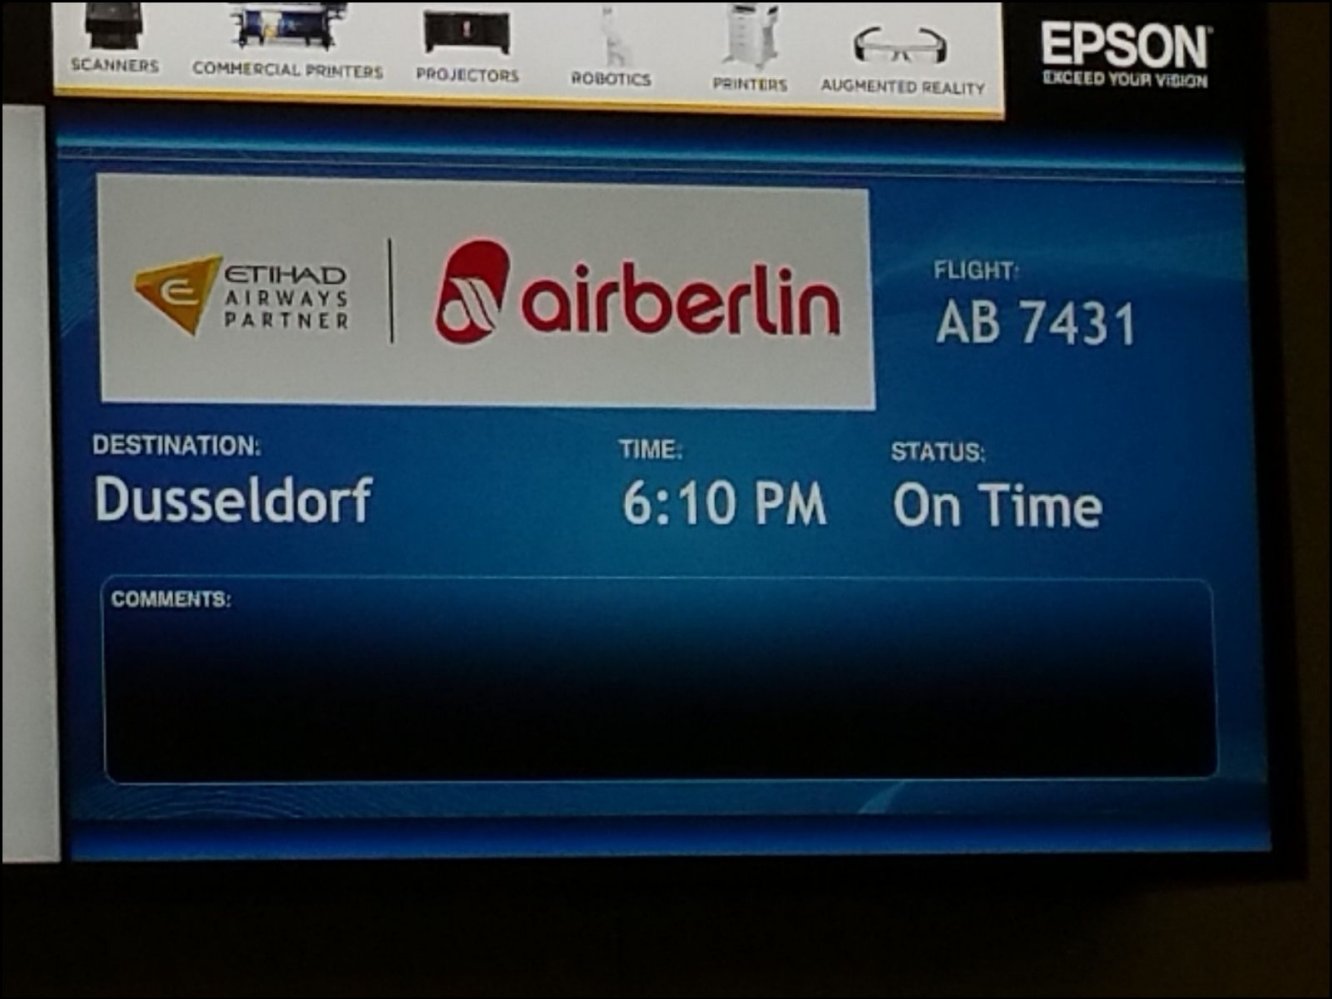 SCANNERS COMMERCIAL PRINTERS PROJECTORS ROBOTICS PRINTERS AUGMENTED REALITY
EPSON
EXCEED YOUR VISION
ETIHAD
AIRWAYS
PARTNER
airberlin
FLIGHT:
AB 7431
DESTINATION:
Dusseldorf
TIME:
6:10 PM
STATUS:
On Time
COMMENTS: